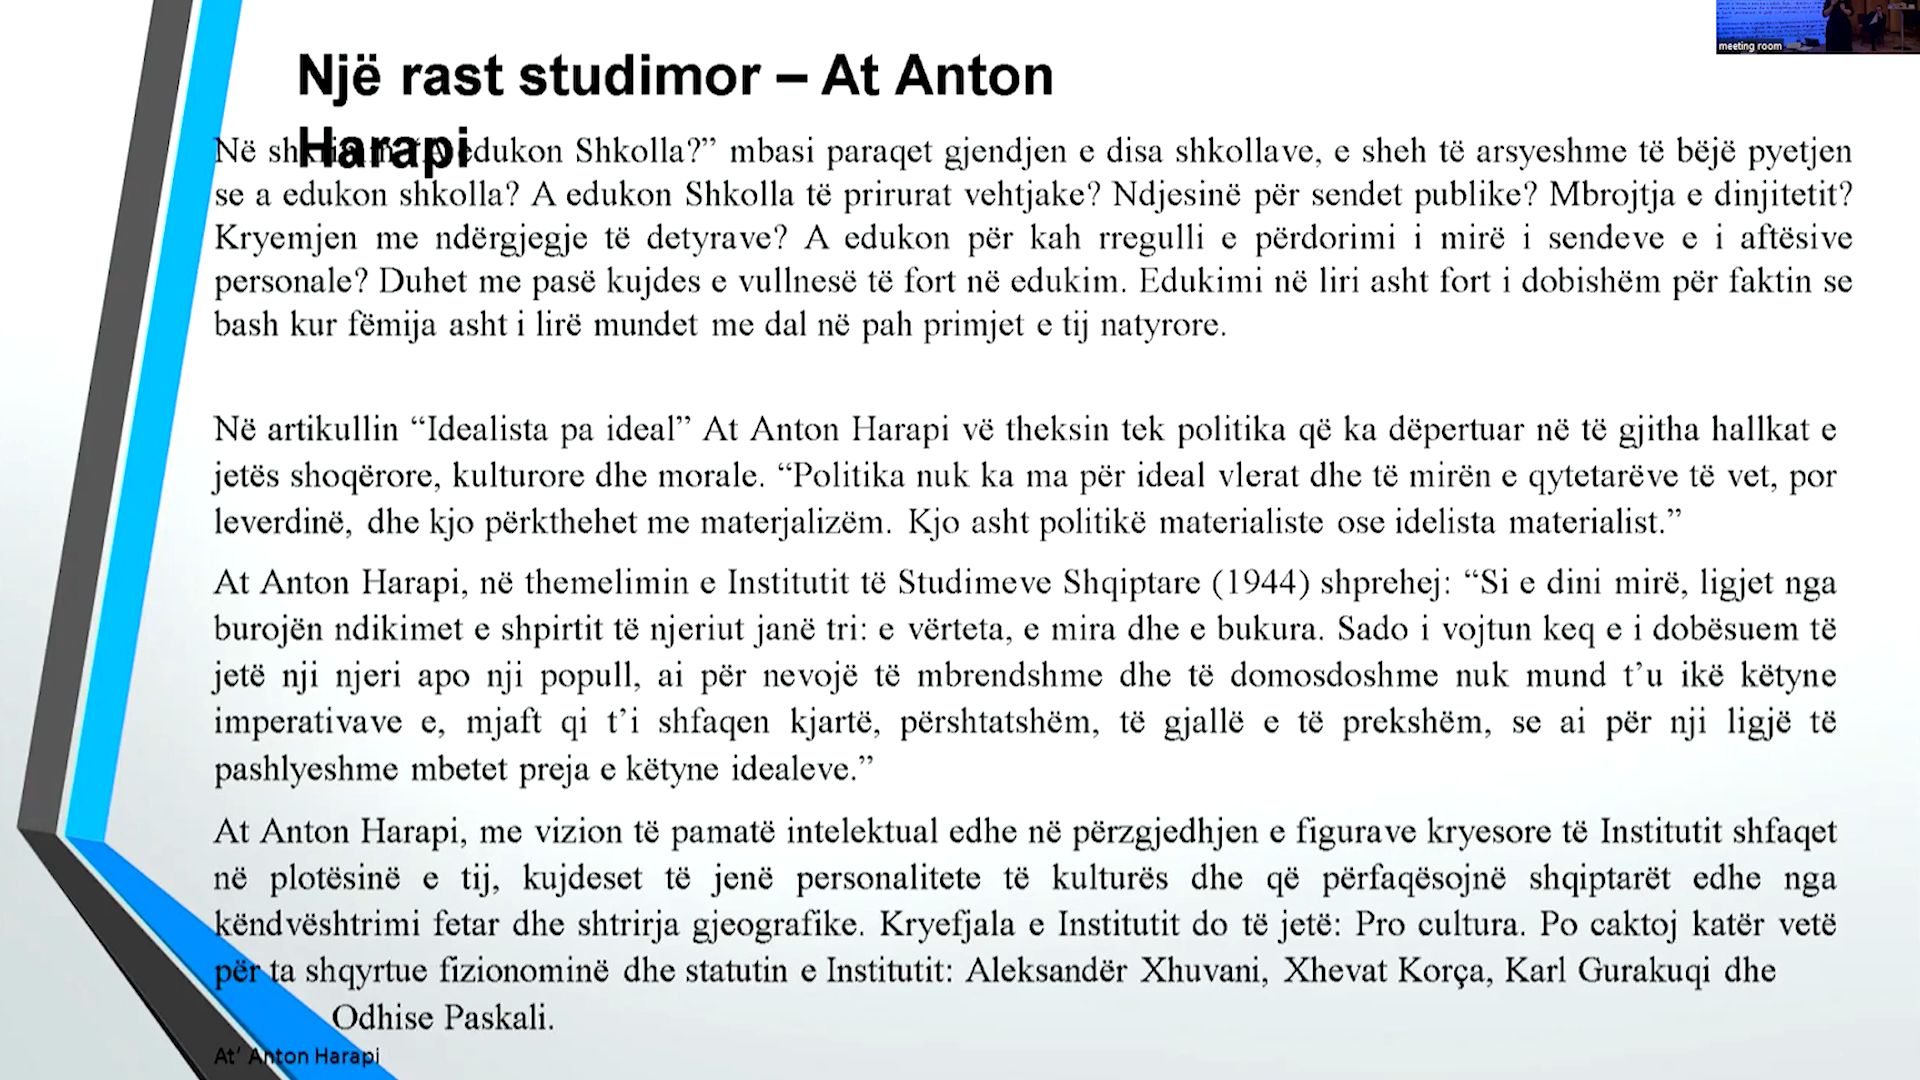 Një rast studimor – At Anton
Harapi
Në edukon Shkolla?” mbasi paraqet gjendjen e disa shkollave, e sheh të arsyeshme të bëjë pyetjen
se a edukon shkolla? A edukon Shkolla të prirurat vehtjake? Ndjesinë për sendet publike? Mbrojtja e dinjitetit?
Kryemjen me ndërgjegje të detyrave? A edukon për kah rregulli e përdorimi i mirë i sendeve e i aftësive
personale? Duhet me pasë kujdes e vullnesë të fort në edukim. Edukimi në liri asht fort i dobishëm për faktin se
bash kur fëmija asht i lirë mundet me dal në pah primjet e tij natyrore.
Në artikullin “Idealista pa ideal” At Anton Harapi vë theksin tek politika që ka dëpertuar në të gjitha hallkat e
jetës shoqërore, kulturore dhe morale. “Politika nuk ka ma për ideal vlerat dhe të mirën e qytetarëve të vet, por
leverdinë, dhe kjo përkthehet me materjalizëm. Kjo asht politikë materialiste ose idelista materialist.”
At Anton Harapi, në themelimin e Institutit të Studimeve Shqiptare (1944) shprehej: “Si e dini mirë, ligjet nga
burojën ndikimet e shpirtit të njeriut janë tri: e vërteta, e mira dhe e bukura. Sado i vojtun keq e i dobësuem të
jetë nji njeri apo nji popull, ai për nevojë të mbrendshme dhe të domosdoshme nuk mund t’u ikë këtyne
imperativave e, mjaft qi t’i shfaqen kjartë, përshtatshëm, të gjallë e të prekshëm, se ai për nji ligjë të
pashlyeshme mbetet preja e këtyne idealeve.”
At Anton Harapi, me vizion të pamatë intelektual edhe në përzgjedhjen e figurave kryesore të Institutit shfaqet
në plotësinë e tij, kujdeset të jenë personalitete të kulturës dhe që përfaqësojnë shqiptarët edhe nga
këndvështrimi fetar dhe shtrirja gjeografike. Kryefjala e Institutit do të jetë: Pro cultura. Po caktoj katër vetë
për ta shqyrtue fizionominë dhe statutin e Institutit: Aleksandër Xhuvani, Xhevat Korça, Karl Gurakuqi dhe
Odhise Paskali.
At’ Anton Harapi
meeting room